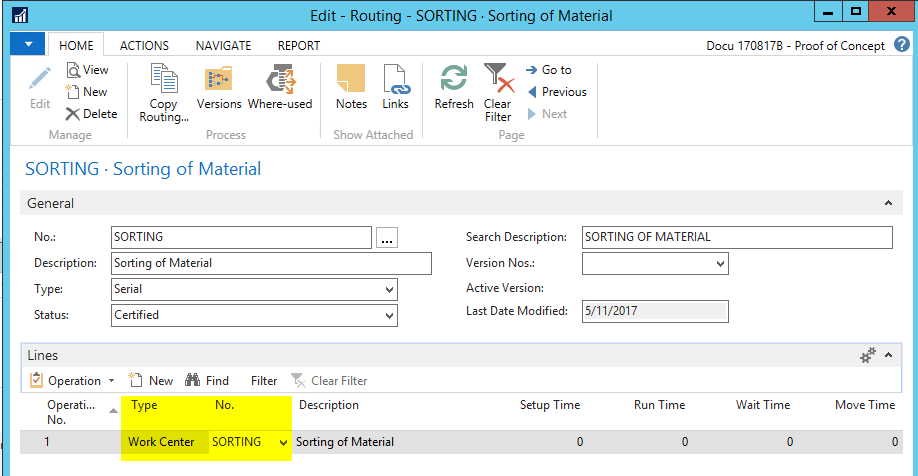 Edit - Routing - SORTING · Sorting of Material
HOME ACTIONS NAVIGATE REPORT Docu 170817B - Proof of Concept
Edit
View
New
Delete
Manage
Copy Routing...
Versions
Where-used
Process
Notes
Links
Show Attached
Refresh
Clear Filter
Go to
Previous
Next
Page
SORTING · Sorting of Material
General
No.: SORTING ...
Description: Sorting of Material
Type: Serial
Status: Certified
Search Description: SORTING OF MATERIAL
Version Nos.:
Active Version:
Last Date Modified: 5/11/2017
Lines
Operation New Find Filter Clear Filter
Operati... No. Type No. Description Setup Time Run Time Wait Time Move Time
1 Work Center SORTING Sorting of Material 0 0 0 0